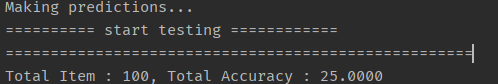 Making predictions...
========== start testing ============
====================================================
Total Item : 100, Total Accuracy : 25.0000